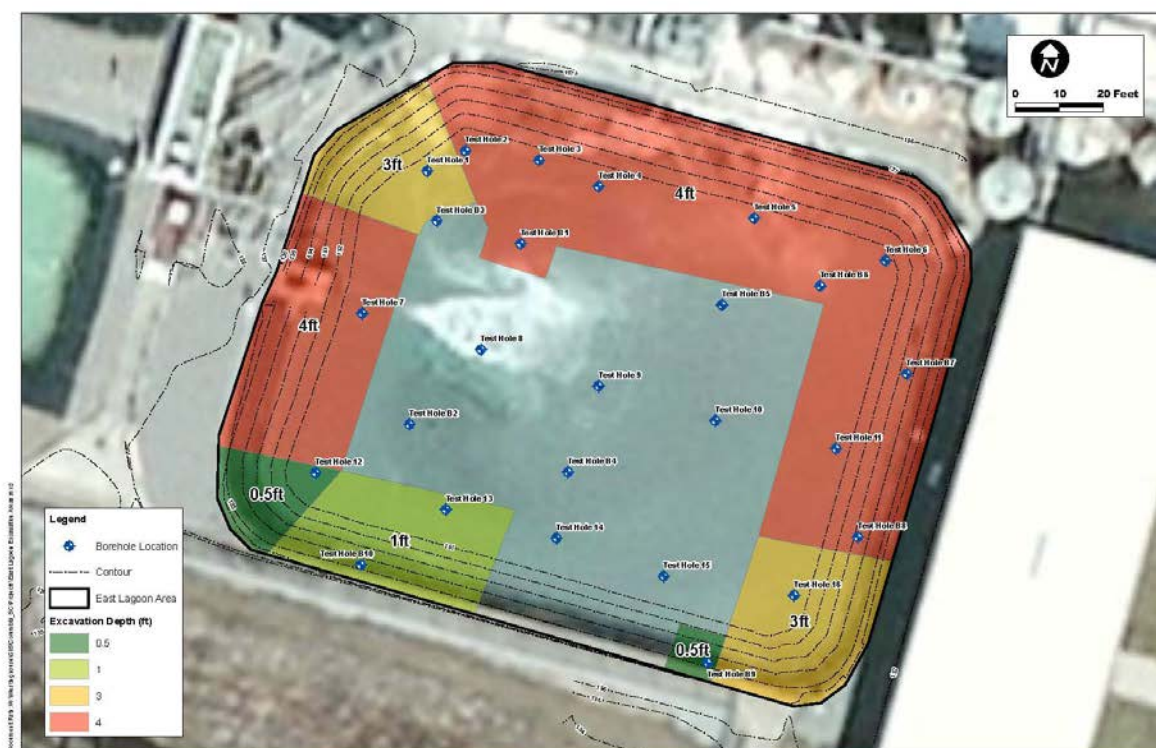 N
0 10 20 Feet
Test Hole 2
Test Hole 3
3ft
Test Hole 1
Test Hole 4
4ft
Test Hole 5
Test Hole B3
Test Hole B1
Test Hole 6
Test Hole B6
Test Hole B5
Test Hole 7
4ft
Test Hole 8
Test Hole B7
Test Hole 9
Test Hole 10
Test Hole B2
Test Hole 11
Test Hole 12
Test Hole B4
0.5ft
Test Hole 13
Test Hole 14
Test Hole B8
1ft
Test Hole B10
Test Hole 15
Test Hole 16
3ft
0.5ft
Test Hole B9
Legend
Borehole Location
Contour
East Lagoon Area
Excavation Depth (ft)
0.5
1
3
4